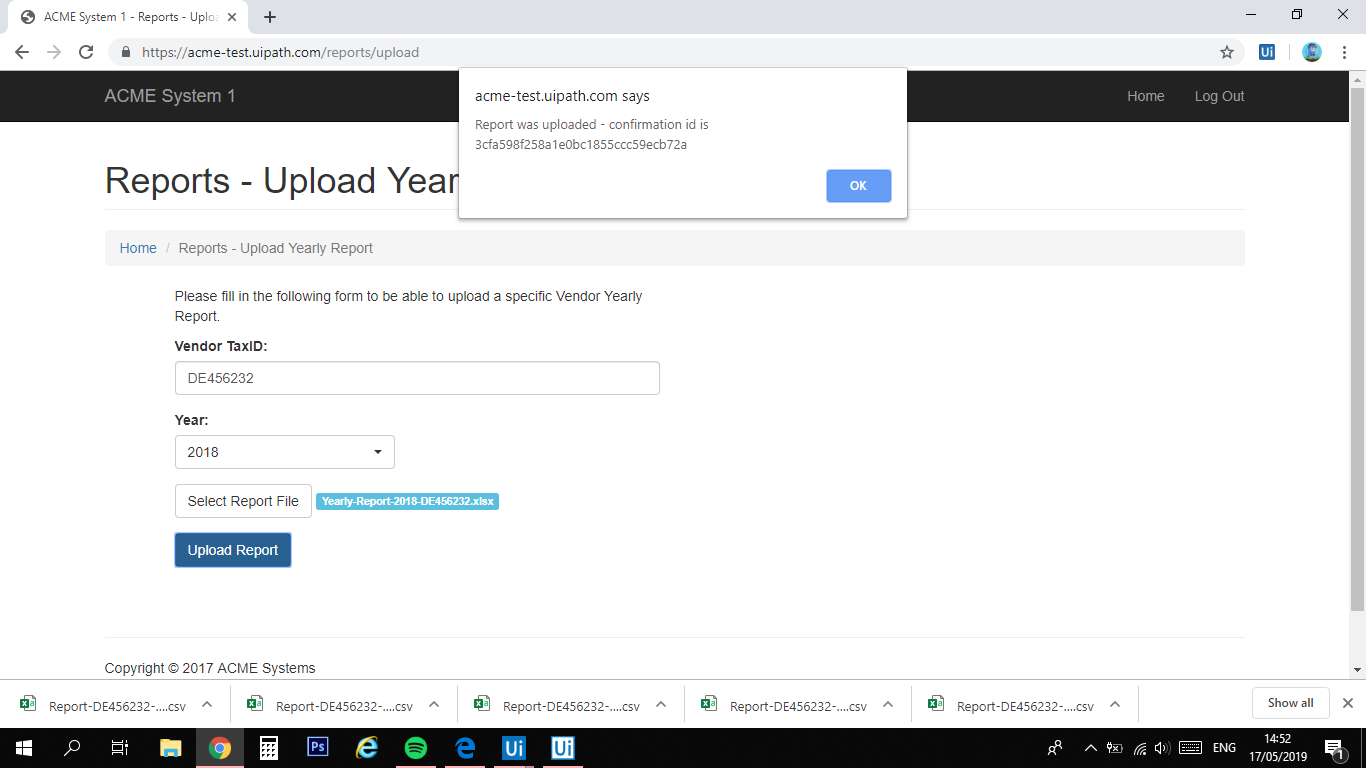 ACME System 1 - Reports - Uplo
https://acme-test.uipath.com/reports/upload
Ui
ACME System 1
Home
Log Out
acme-test.uipath.com says
Report was uploaded - confirmation id is
3cfa598f258a1e0bc1855ccc59ecb72a
OK
Reports - Upload Year
Home / Reports - Upload Yearly Report
Please fill in the following form to be able to upload a specific Vendor Yearly
Report.
Vendor TaxID:
DE456232
Year:
2018
Select Report File
Yearly-Report-2018-DE456232.xlsx
Upload Report
Copyright © 2017 ACME Systems
Report-DE456232-....csv
Report-DE456232-....csv
Report-DE456232-....csv
Report-DE456232-....csv
Report-DE456232-....csv
Show all
Ps
Ui
Ui
ENG
14:52
17/05/2019
1